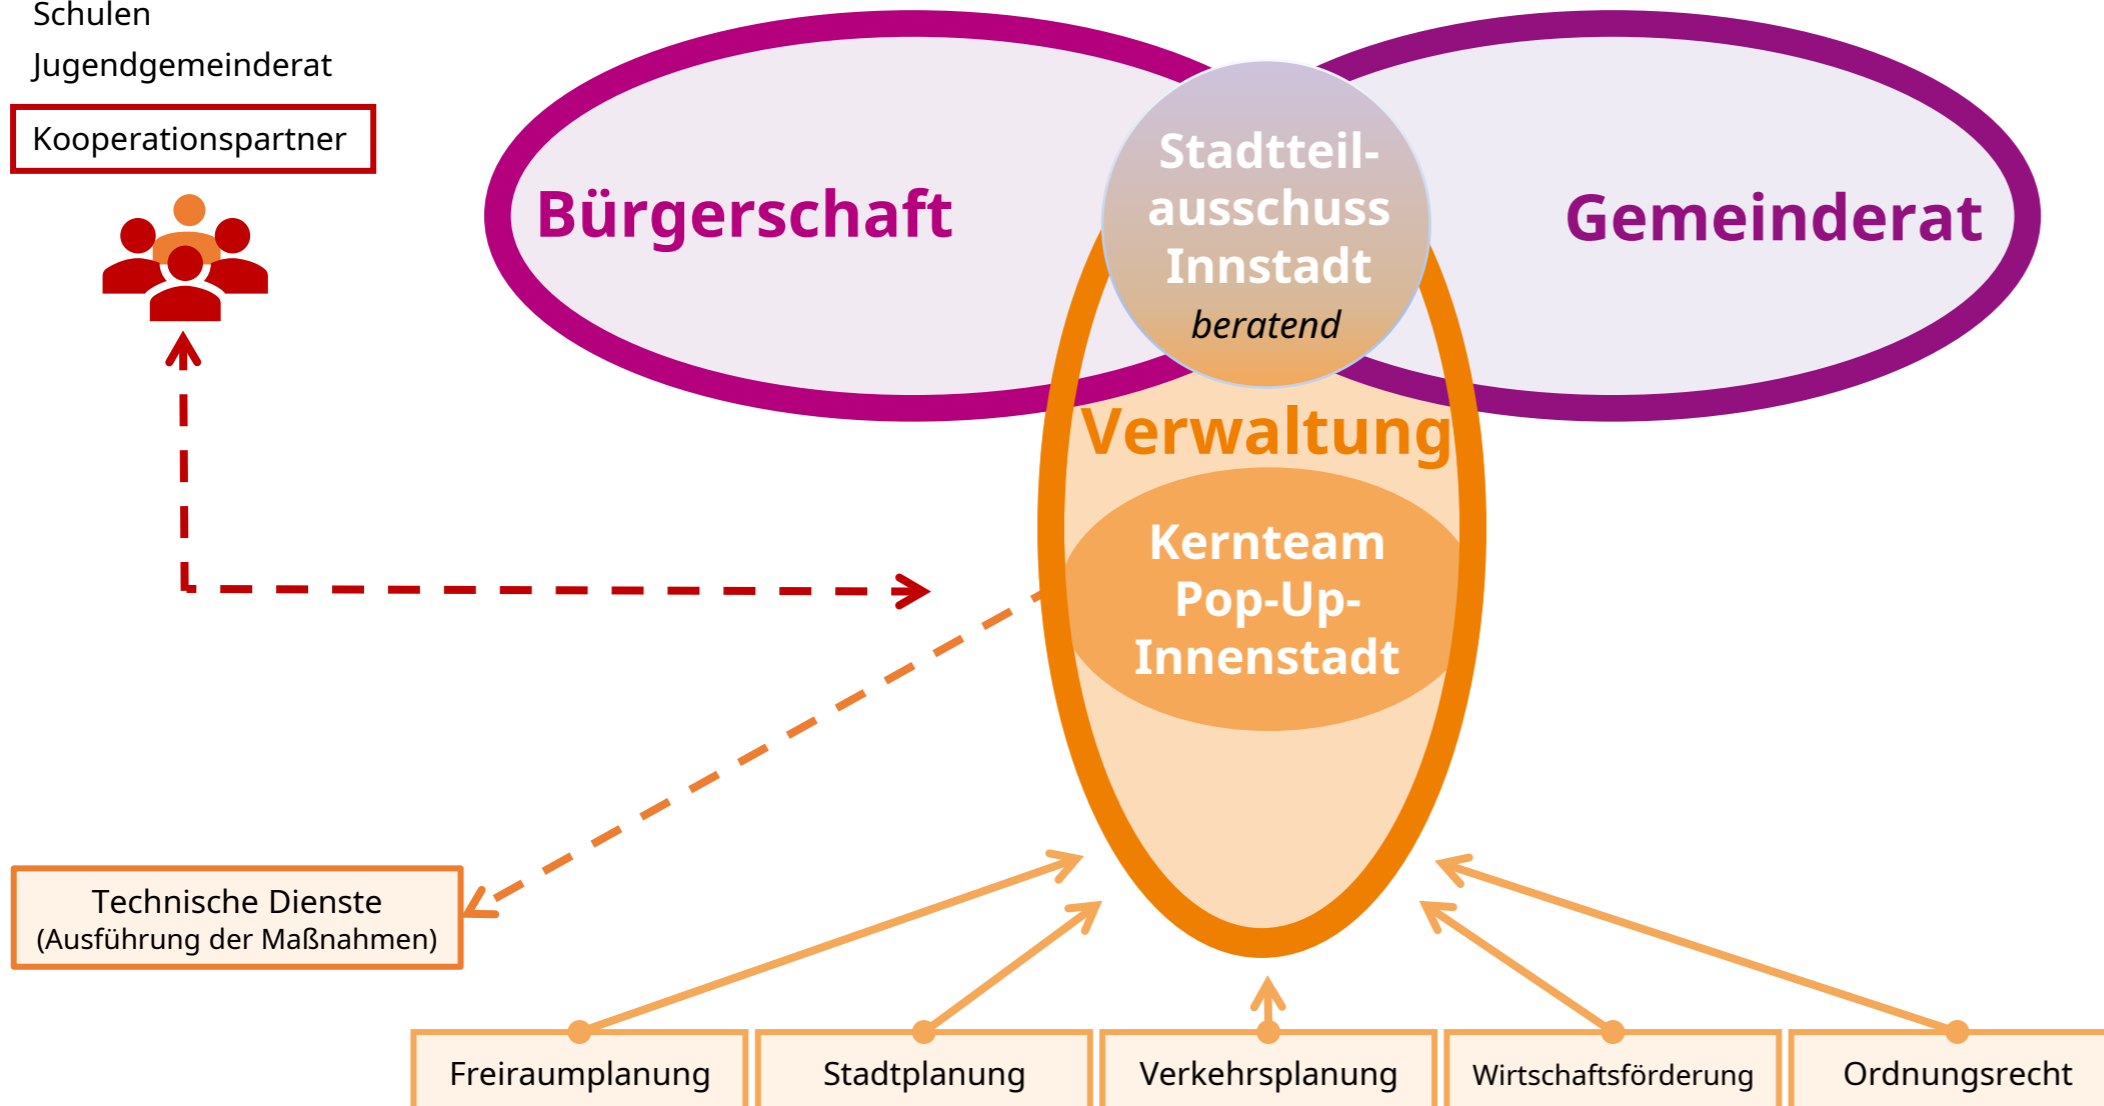 Schulen
Jugendgemeinderat
Kooperationspartner
Bürgerschaft
Stadtteil-
ausschuss
Innstadt
beratend
Gemeinderat
Verwaltung
Kernteam
Pop-Up-
Innenstadt
Technische Dienste
(Ausführung der Maßnahmen)
Freiraumplanung
Stadtplanung
Verkehrsplanung
Wirtschaftsförderung
Ordnungsrecht